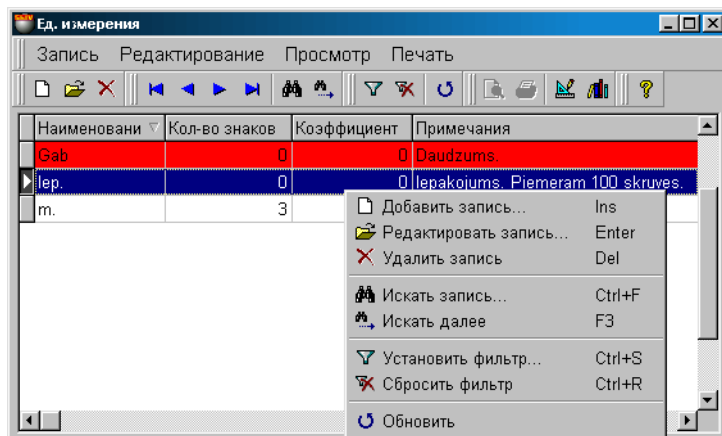 Ед. измерения
Запись Редактирование Просмотр Печать
Наименовани Кол-во знаков Коэффициент Примечания
Gab 0 0 Daudzums.
Iep. 0 0 Iepakojums. Piemeram 100 skruves.
m. 3
Добавить запись... Ins
Редактировать запись... Enter
Удалить запись Del
Искать запись... Ctrl+F
Искать далее F3
Установить фильтр... Ctrl+S
Сбросить фильтр Ctrl+R
Обновить